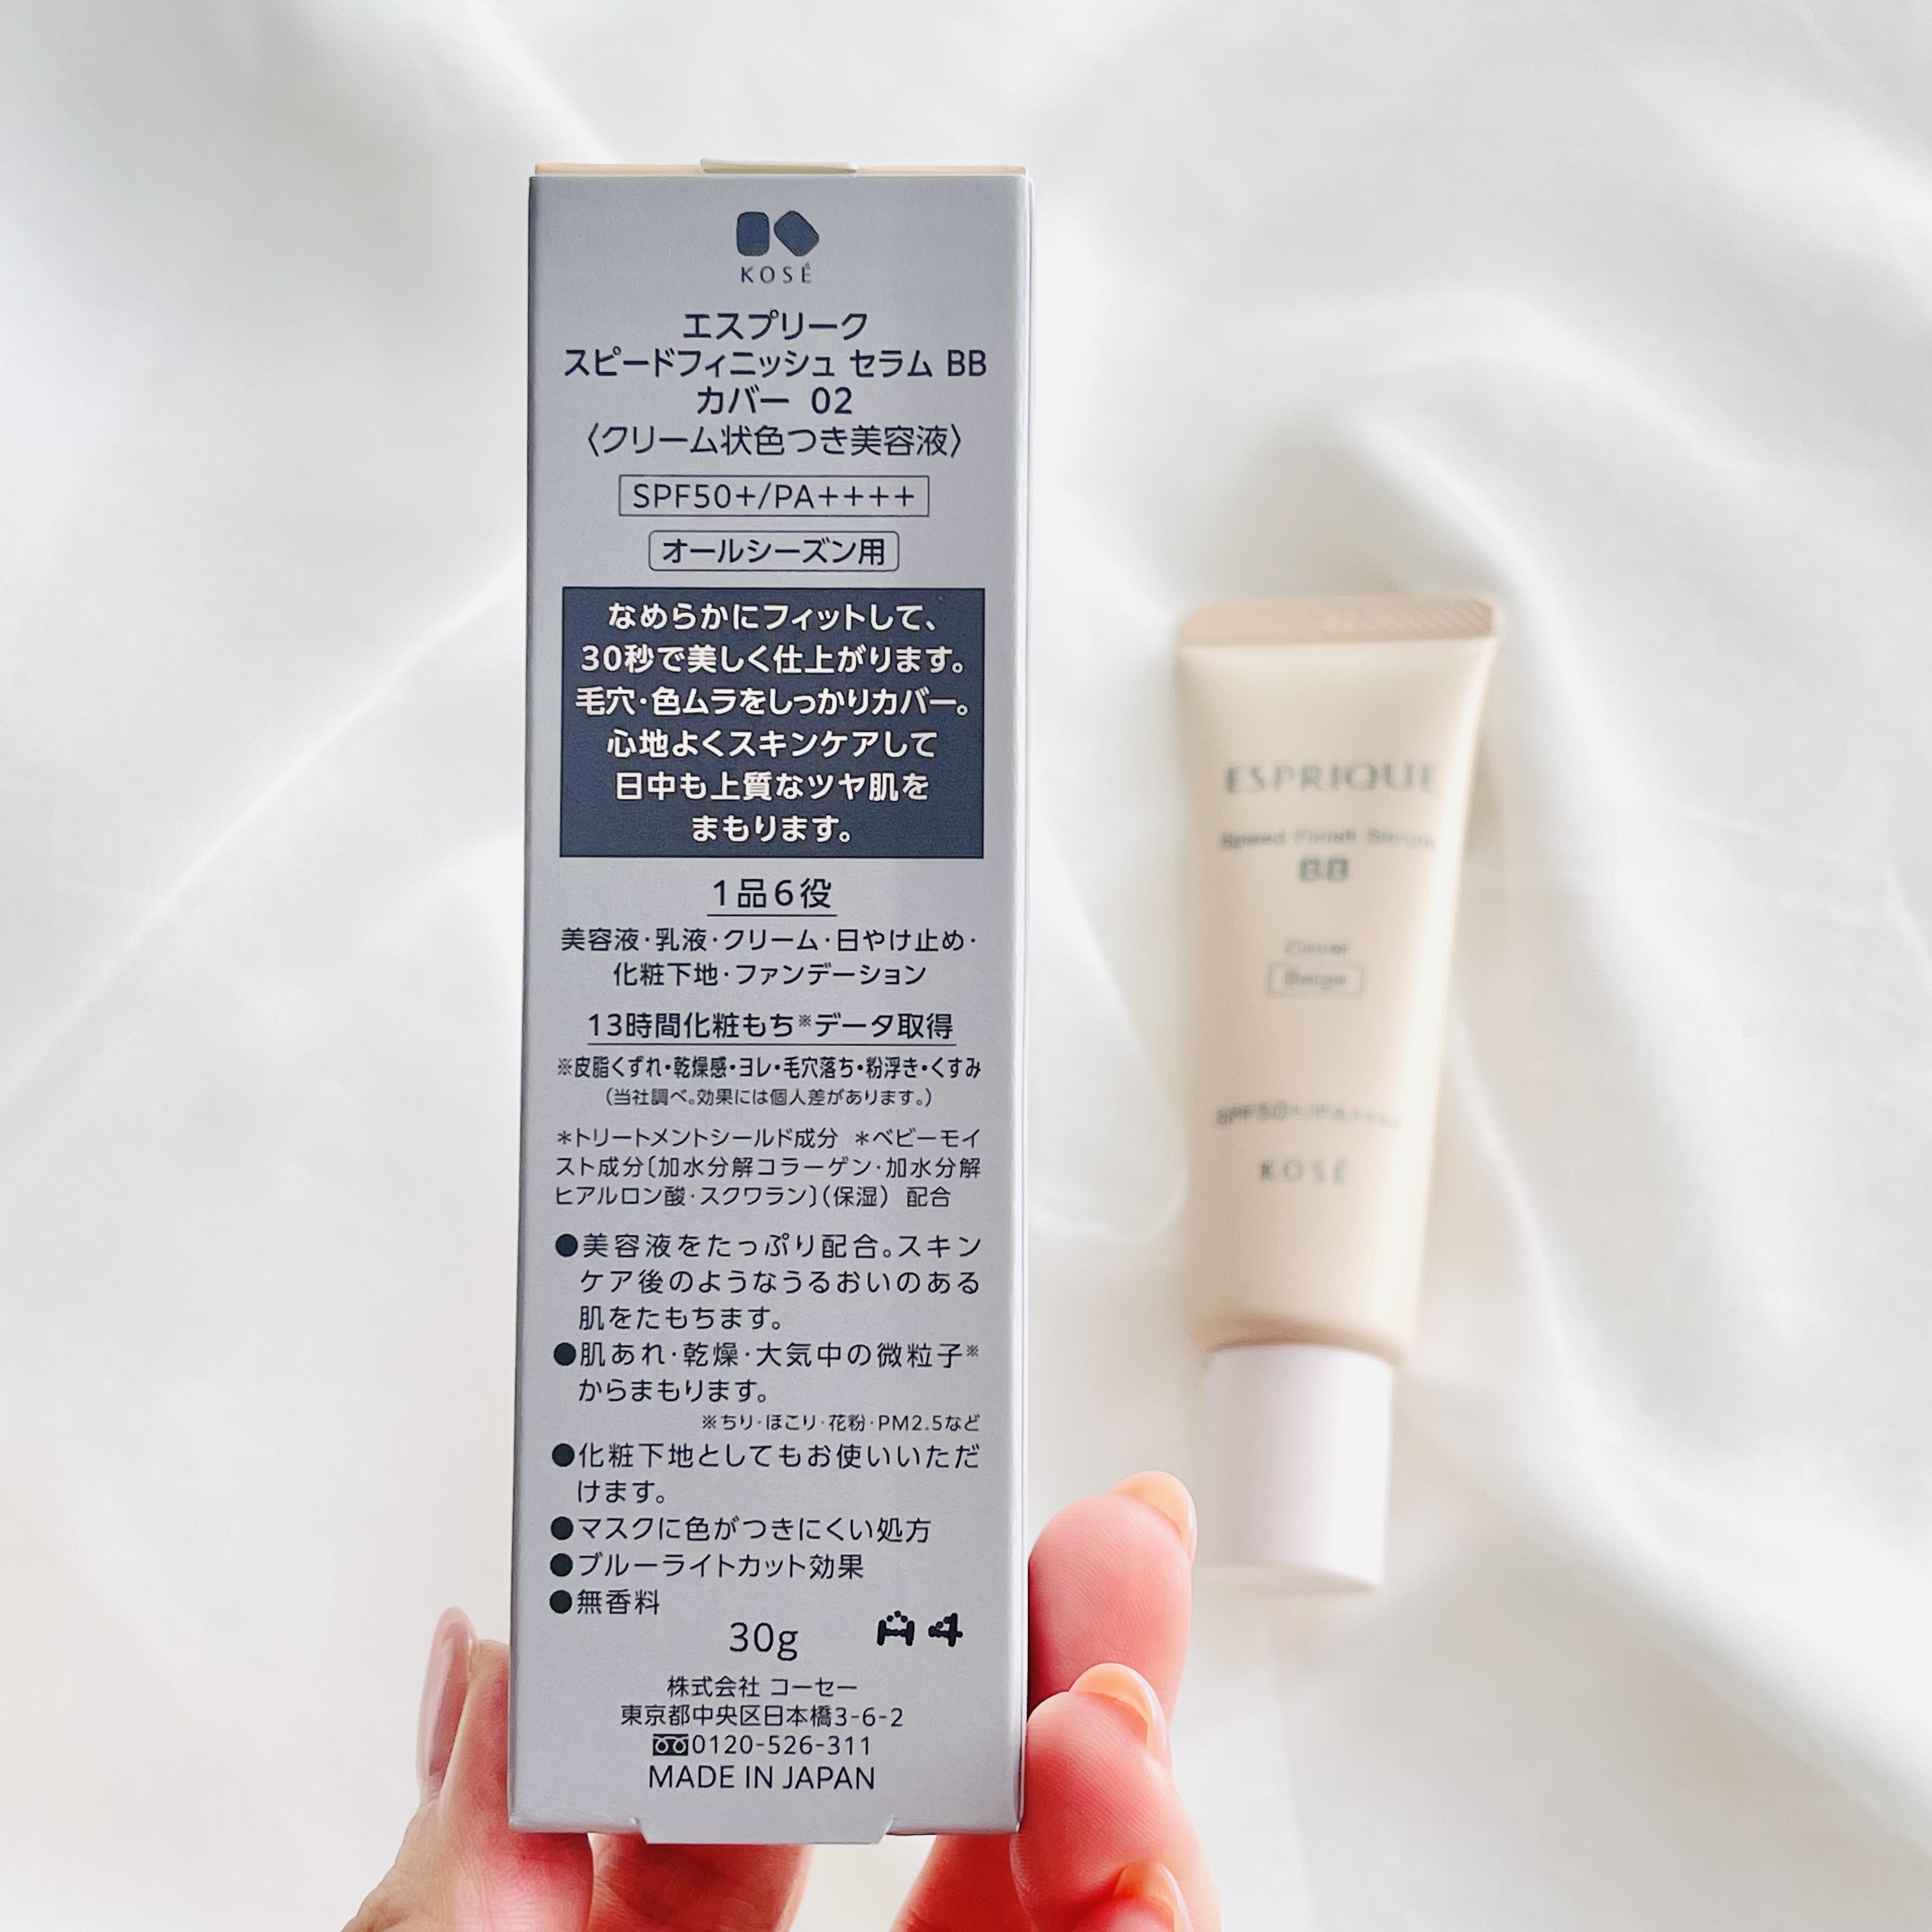 KOSÉ
エスプリーク
スピードフィニッシュ セラム BB
カバー 02
〈クリーム状色つき美容液〉
SPF50+/PA++++
オールシーズン用
なめらかにフィットして、
30秒で美しく仕上がります。
毛穴・色ムラをしっかりカバー。
心地よくスキンケアして
日中も上質なツヤ肌を
まもります。
1品6役
美容液・乳液・クリーム・日やけ止め・
化粧下地・ファンデーション
13時間化粧もち※データ取得
※皮脂くずれ・乾燥感・ヨレ・毛穴落ち・粉浮き・くすみ
（当社調べ。効果には個人差があります。）
＊トリートメントシールド成分 ＊ベビーモイ
スト成分〔加水分解コラーゲン・加水分解
ヒアルロン酸・スクワラン〕（保湿） 配合
●美容液をたっぷり配合。スキン
ケア後のようなうるおいのある
肌をたもちます。
●肌あれ・乾燥・大気中の微粒子※
からまもります。
※ちり・ほこり・花粉・PM2.5など
●化粧下地としてもお使いいただ
けます。
●マスクに色がつきにくい処方
●ブルーライトカット効果
●無香料
30g
株式会社 コーセー
東京都中央区日本橋3-6-2
0120-526-311
MADE IN JAPAN
ESPRIQUE
Speed Finish Serum
BB
Cover
Beige
SPF50+/PA++++
KOSÉ